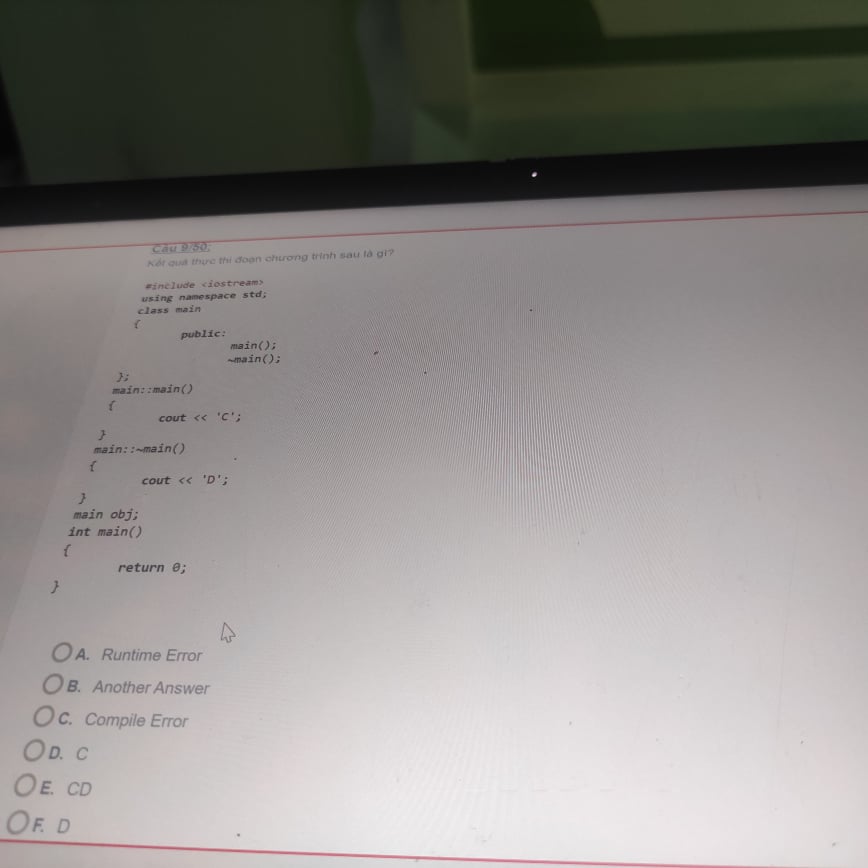 Câu 9/50:
Kết quả thực thi đoạn chương trình sau là gì?
#include <iostream>
using namespace std;
class main
{
public:
main();
~main();
};
main::main()
{
cout << 'C';
}
main::~main()
{
cout << 'D';
}
main obj;
int main()
{
return 0;
}
A. Runtime Error
B. Another Answer
C. Compile Error
D. C
E. CD
F. D